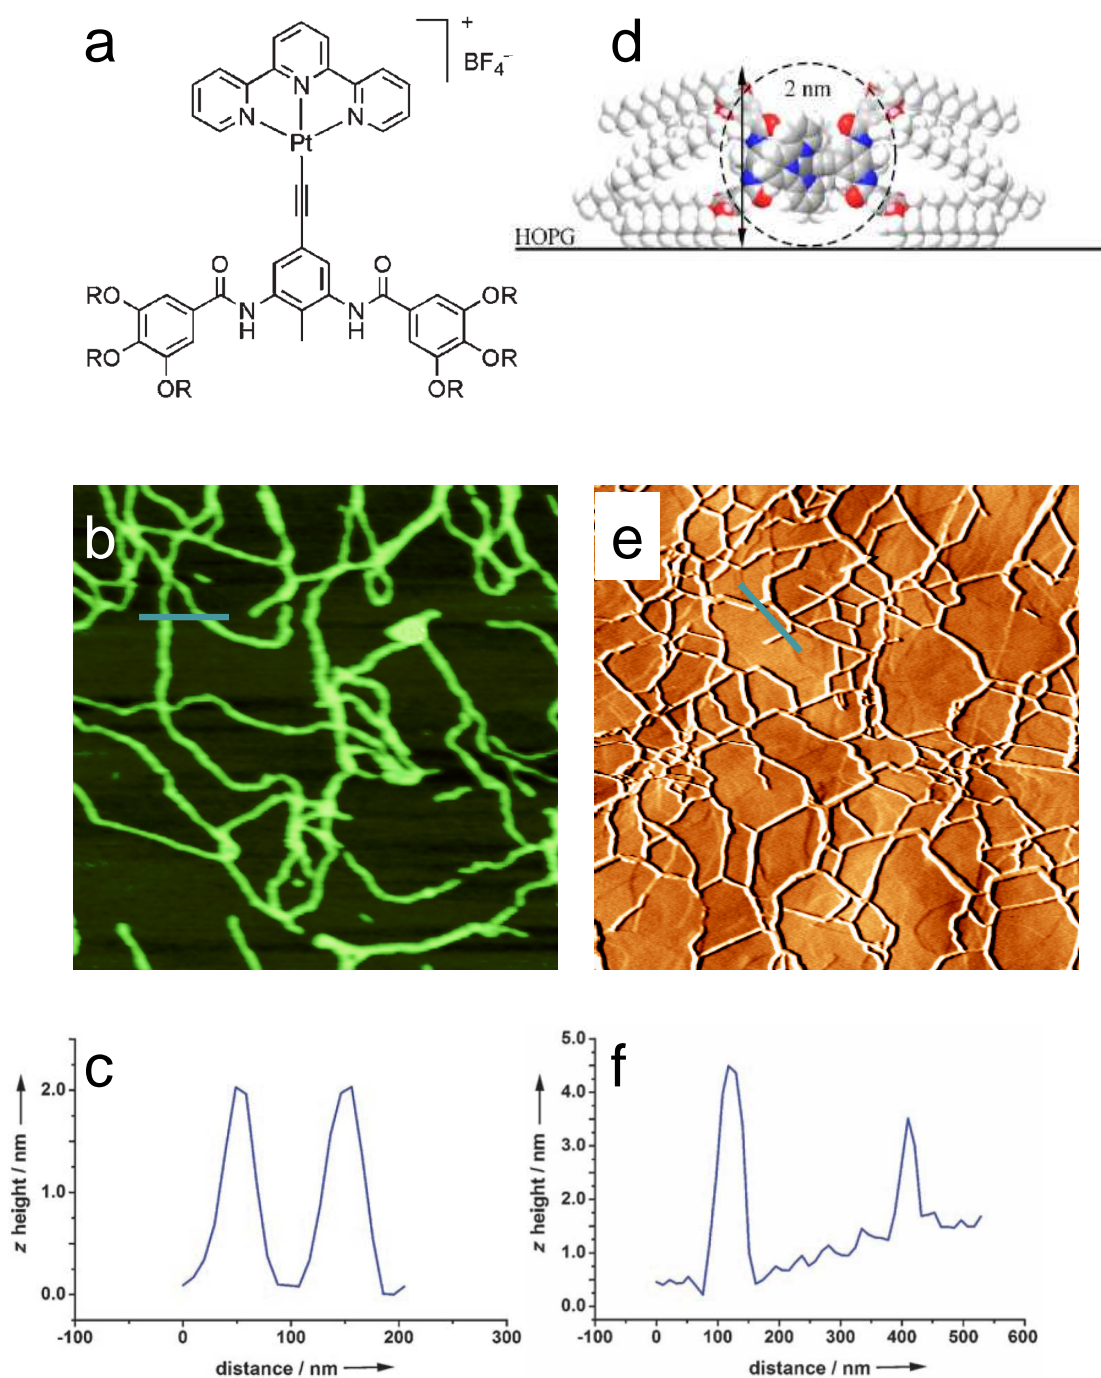 a
+
BF4−
N
N
N
Pt
O
O
RO
N
H
N
H
OR
RO
OR
OR
OR
d
2 nm
HOPG
b
e
c
z height / nm
2.0
1.0
0.0
-100
0
100
200
300
distance / nm
f
z height / nm
5.0
4.0
3.0
2.0
1.0
0.0
-100
0
100
200
300
400
500
600
distance / nm